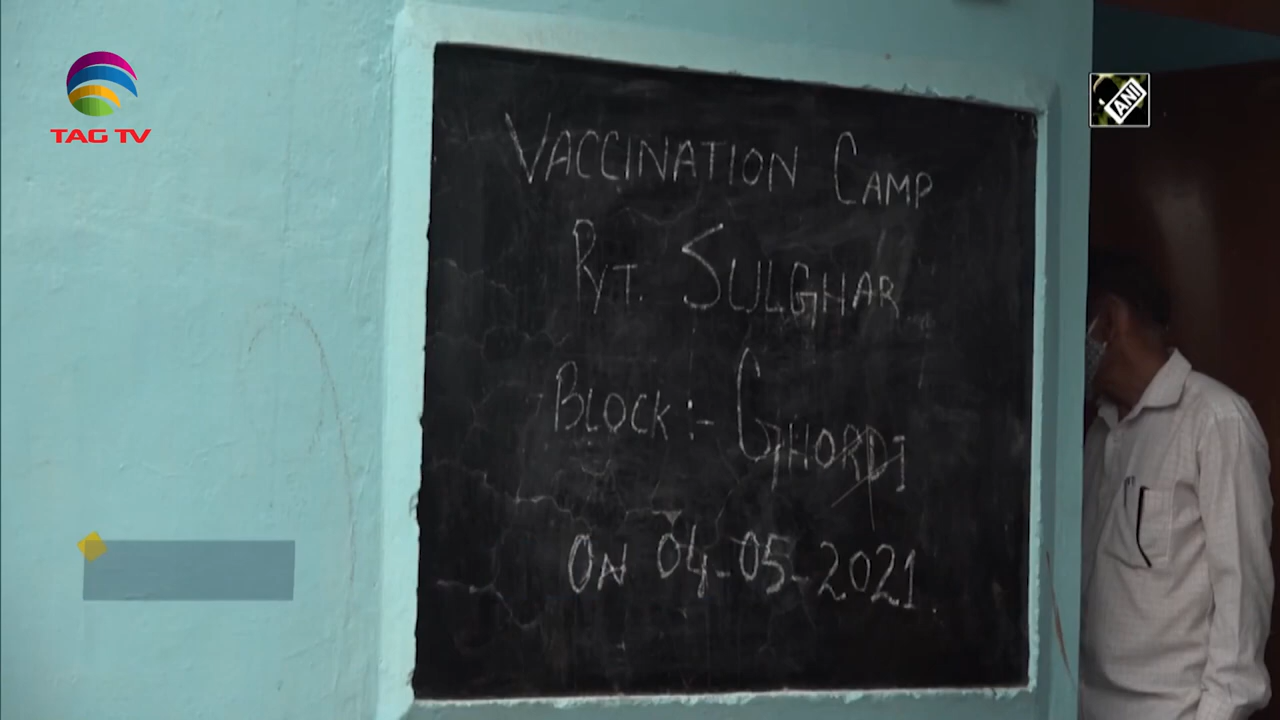 TAG TV
ANI
VACCINATION CAMP
PYT. SULGHAR
BLOCK :- GHORDI
ON 04-05-2021.